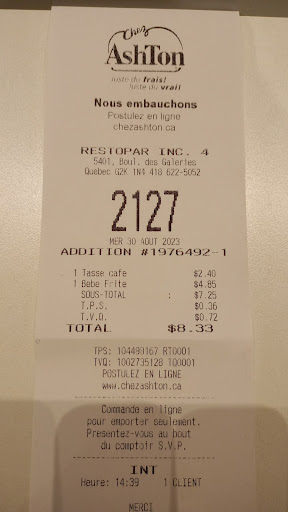 Chez
ASHTON
juste du frais!
juste du vrai!
Nous embauchons
Postulez en ligne
chezashton.ca
RESTOPAR INC. 4
5401, Boul. des Galeries
Quebec G2K 1N4 418 622-5052
2127
MER 30 AOUT 2023
ADDITION #1976492-1
1 Tasse cafe $2.40
1 Bebe Frite $4.85
SOUS-TOTAL : $7.25
T.P.S. $0.36
T.V.Q. $0.72
TOTAL $8.33
TPS: 104490167 RT0001
TVQ: 1002735128 TQ0001
POSTULEZ EN LIGNE
www.chezashton.ca
Commande en ligne
pour emporter seulement.
Presentez-vous au bout
du comptoir S.V.P.
INT
Heure: 14:39 1 CLIENT
MERCI